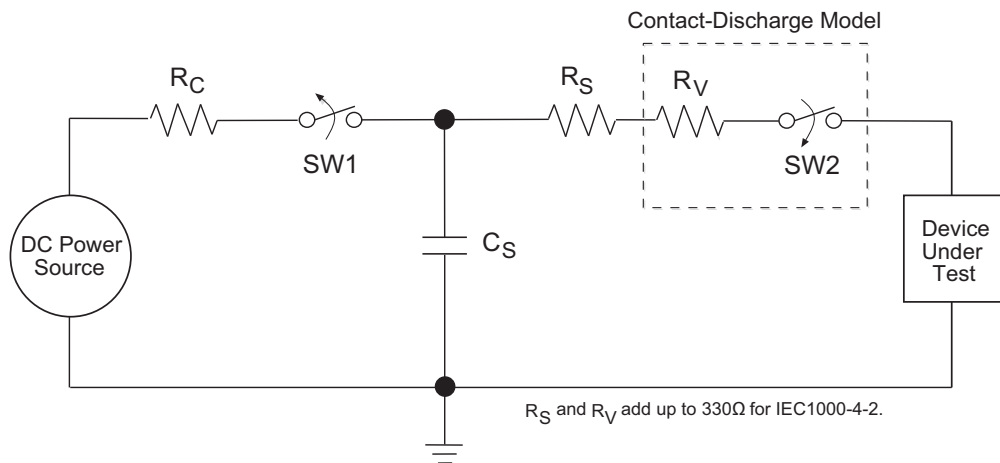 Contact-Discharge Model
RC
RS
RV
SW1
SW2
DC Power
Source
CS
Device
Under
Test
RS and RV add up to 330Ω for IEC1000-4-2.